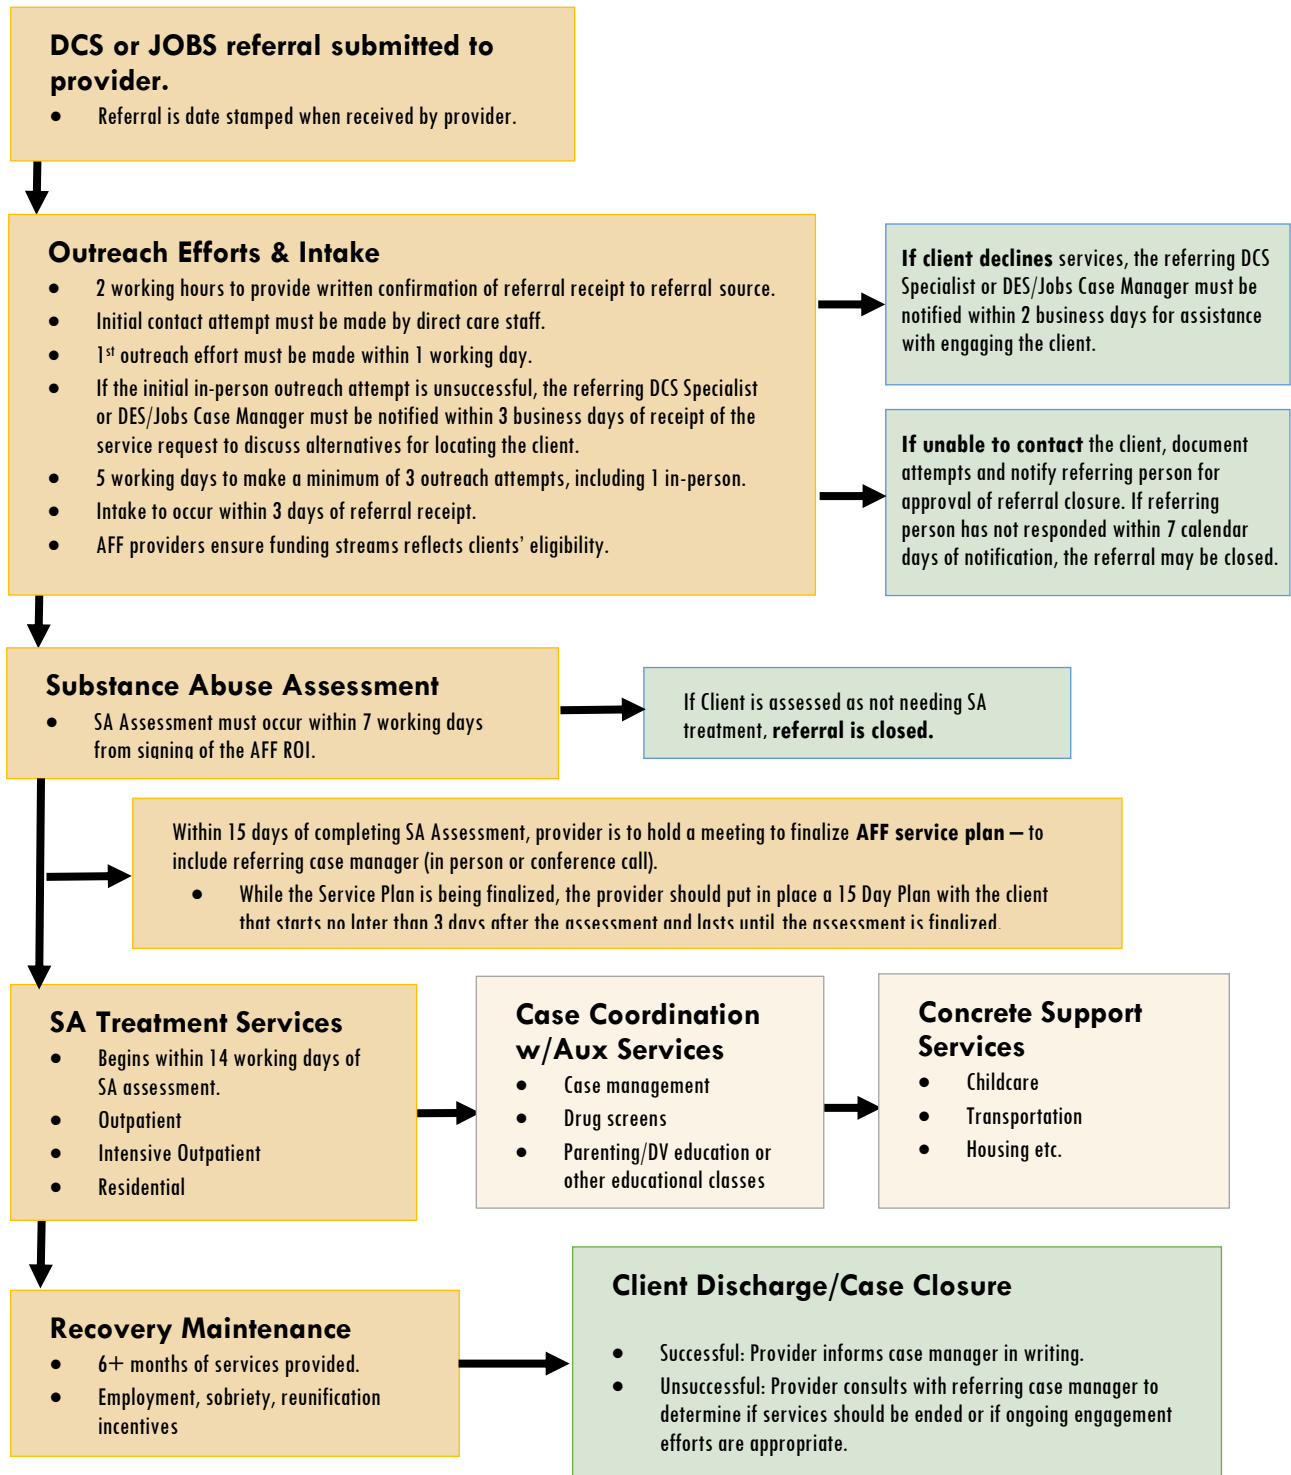 DCS or JOBS referral submitted to
provider.
• Referral is date stamped when received by provider.
Outreach Efforts & Intake
• 2 working hours to provide written confirmation of referral receipt to referral source.
• Initial contact attempt must be made by direct care staff.
• 1st outreach effort must be made within 1 working day.
• If the initial in-person outreach attempt is unsuccessful, the referring DCS Specialist
or DES/Jobs Case Manager must be notified within 3 business days of receipt of the
service request to discuss alternatives for locating the client.
• 5 working days to make a minimum of 3 outreach attempts, including 1 in-person.
• Intake to occur within 3 days of referral receipt.
• AFF providers ensure funding streams reflects clients' eligibility.
If client declines services, the referring DCS
Specialist or DES/Jobs Case Manager must be
notified within 2 business days for assistance
with engaging the client.
If unable to contact the client, document
attempts and notify referring person for
approval of referral closure. If referring
person has not responded within 7 calendar
days of notification, the referral may be closed.
Substance Abuse Assessment
• SA Assessment must occur within 7 working days
from signing of the AFF ROI.
If Client is assessed as not needing SA
treatment, referral is closed.
Within 15 days of completing SA Assessment, provider is to hold a meeting to finalize AFF service plan – to
include referring case manager (in person or conference call).
• While the Service Plan is being finalized, the provider should put in place a 15 Day Plan with the client
that starts no later than 3 days after the assessment and lasts until the assessment is finalized.
SA Treatment Services
• Begins within 14 working days of
SA assessment.
• Outpatient
• Intensive Outpatient
• Residential
Case Coordination
w/Aux Services
• Case management
• Drug screens
• Parenting/DV education or
other educational classes
Concrete Support
Services
• Childcare
• Transportation
• Housing etc.
Recovery Maintenance
• 6+ months of services provided.
• Employment, sobriety, reunification
incentives
Client Discharge/Case Closure
• Successful: Provider informs case manager in writing.
• Unsuccessful: Provider consults with referring case manager to
determine if services should be ended or if ongoing engagement
efforts are appropriate.